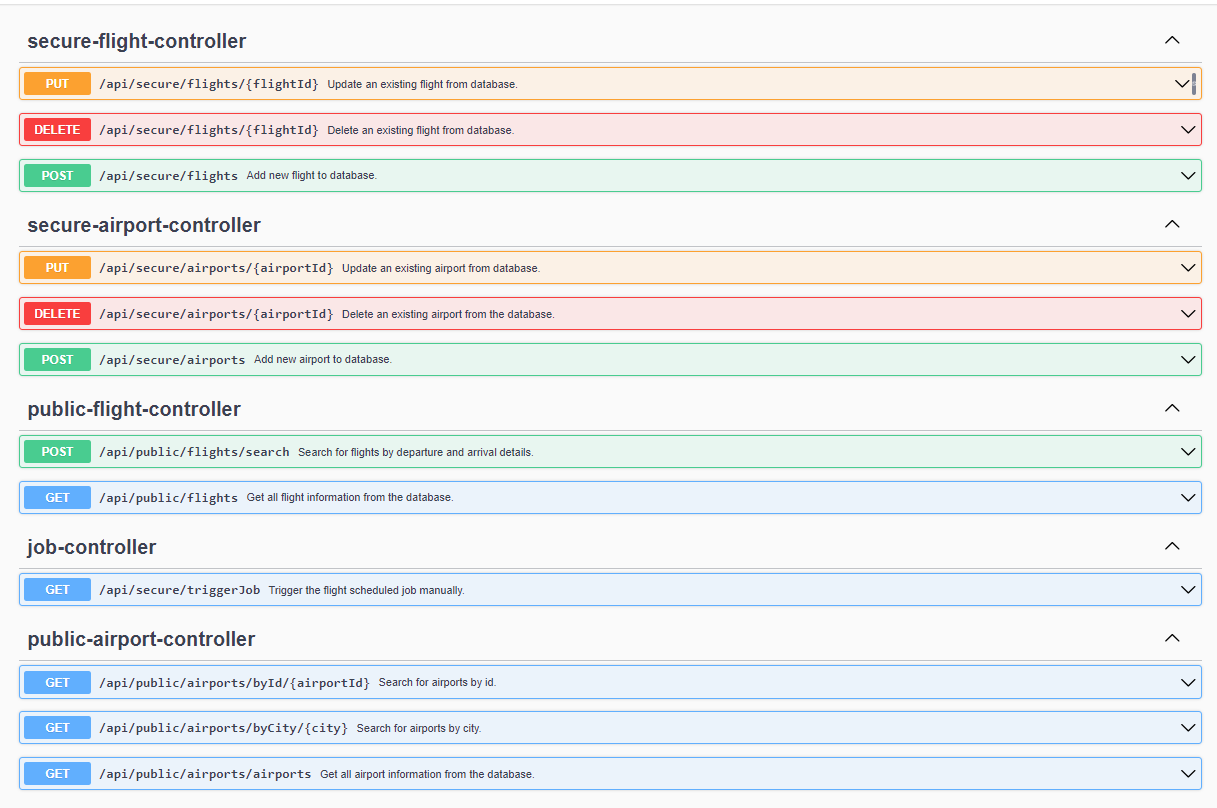 secure-flight-controller
PUT /api/secure/flights/{flightId} Update an existing flight from database.
DELETE /api/secure/flights/{flightId} Delete an existing flight from database.
POST /api/secure/flights Add new flight to database.
secure-airport-controller
PUT /api/secure/airports/{airportId} Update an existing airport from database.
DELETE /api/secure/airports/{airportId} Delete an existing airport from the database.
POST /api/secure/airports Add new airport to database.
public-flight-controller
POST /api/public/flights/search Search for flights by departure and arrival details.
GET /api/public/flights Get all flight information from the database.
job-controller
GET /api/secure/triggerJob Trigger the flight scheduled job manually.
public-airport-controller
GET /api/public/airports/byId/{airportId} Search for airports by id.
GET /api/public/airports/byCity/{city} Search for airports by city.
GET /api/public/airports/airports Get all airport information from the database.